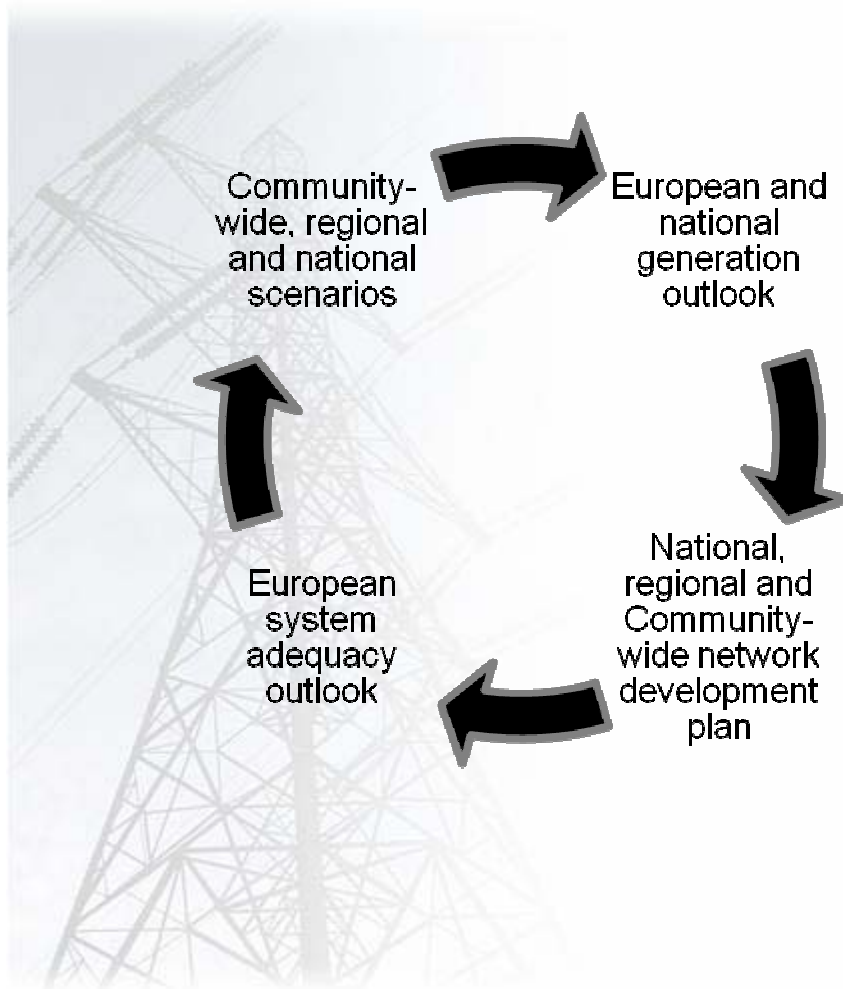 Community-
wide, regional
and national
scenarios
European and
national
generation
outlook
National,
regional and
Community-
wide network
development
plan
European
system
adequacy
outlook